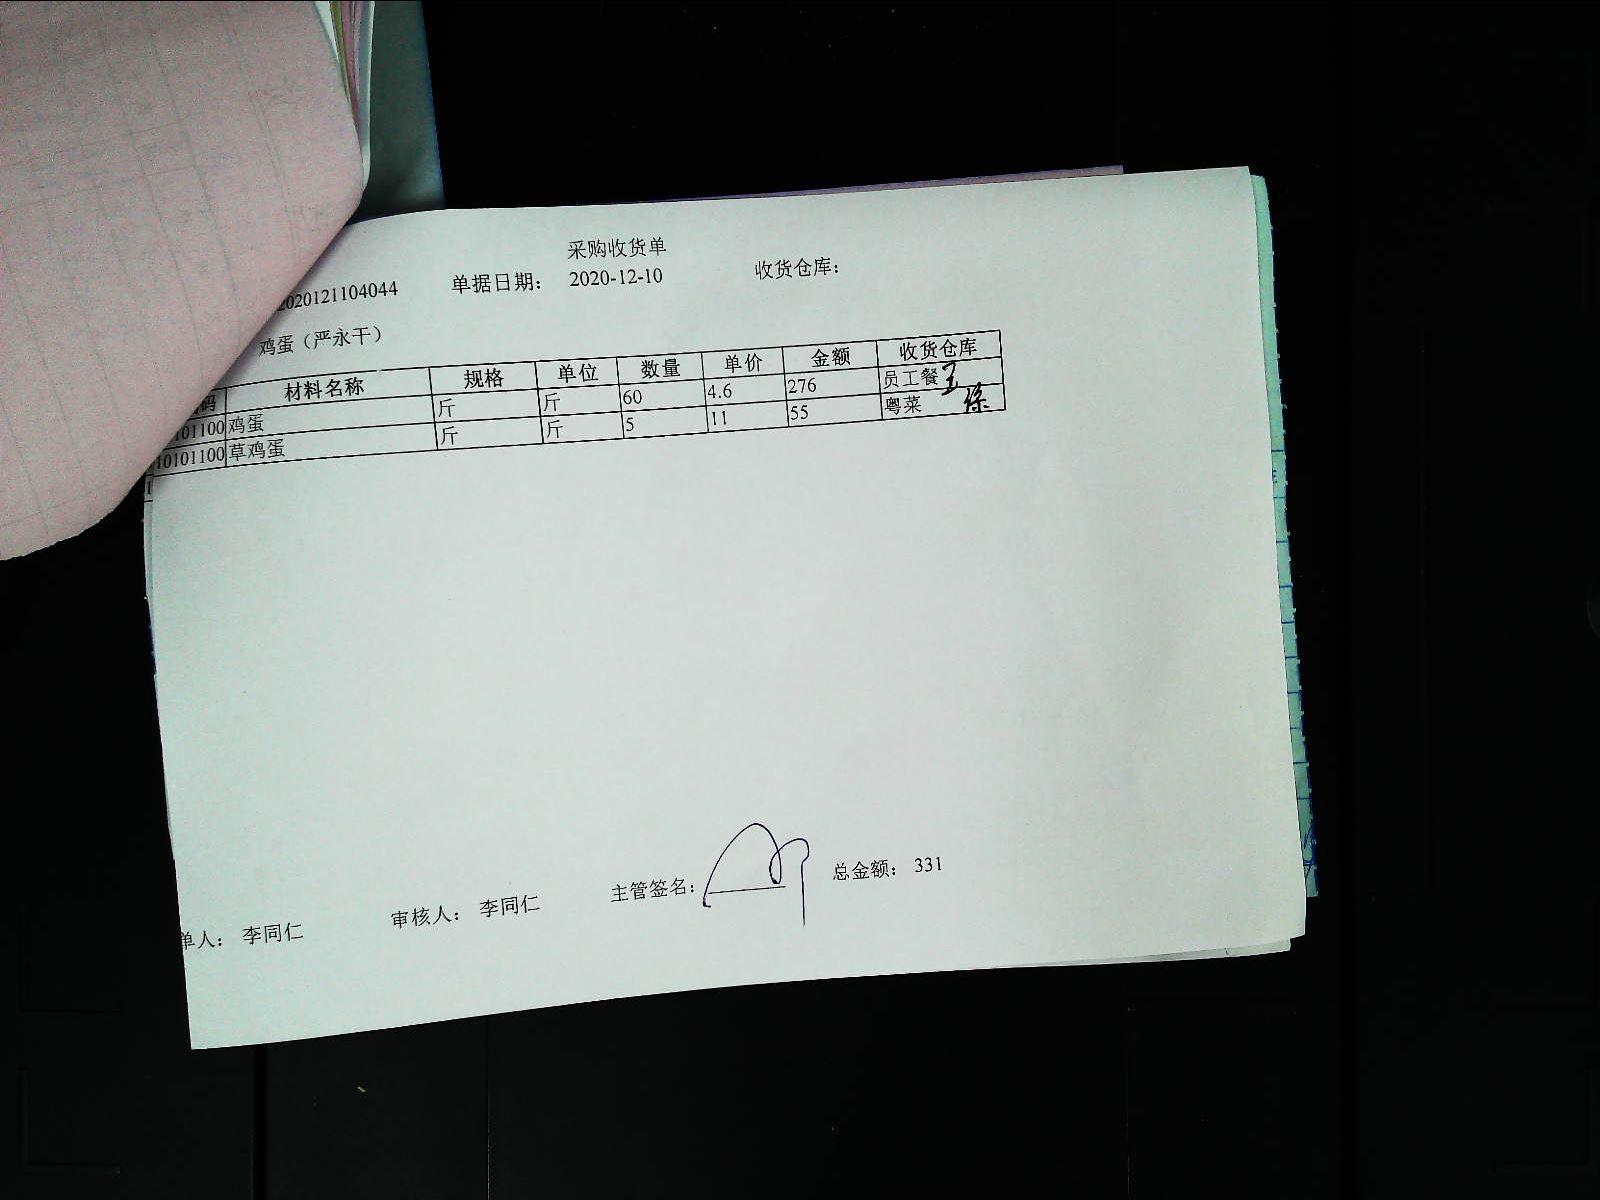 采购收货单
2020121104044 单据日期： 2020-12-10 收货仓库：
鸡蛋（严永干）
码 材料名称 规格 单位 数量 单价 金额 收货仓库
101100 鸡蛋 斤 斤 60 4.6 276 员工餐 王
10101100 草鸡蛋 斤 斤 5 11 55 粤菜
单人： 李同仁 审核人： 李同仁 主管签名： 总金额： 331